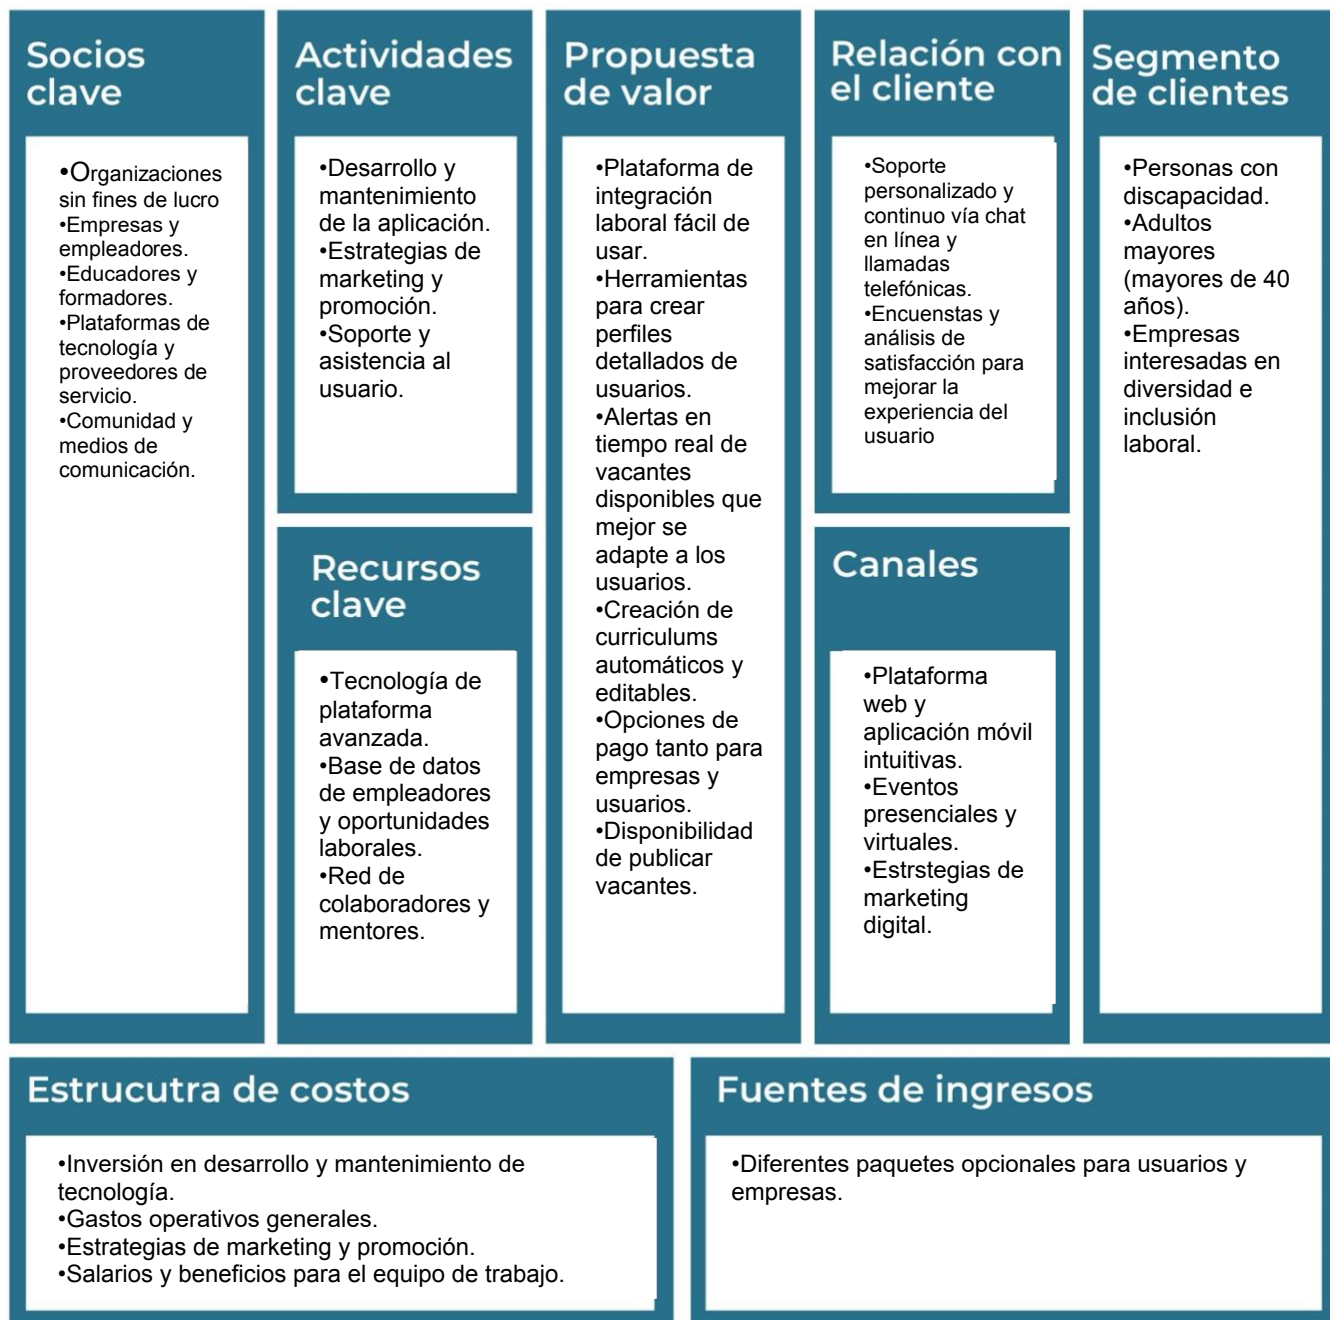 Socios
clave
•Organizaciones
sin fines de lucro
•Empresas y
empleadores.
•Educadores y
formadores.
•Plataformas de
tecnología y
proveedores de
servicio.
•Comunidad y
medios de
comunicación.
Actividades
clave
•Desarrollo y
mantenimiento
de la aplicación.
•Estrategias de
marketing y
promoción.
•Soporte y
asistencia al
usuario.
Recursos
clave
•Tecnología de
plataforma
avanzada.
•Base de datos
de empleadores
y oportunidades
laborales.
•Red de
colaboradores y
mentores.
Propuesta
de valor
•Plataforma de
integración
laboral fácil de
usar.
•Herramientas
para crear
perfiles
detallados de
usuarios.
•Alertas en
tiempo real de
vacantes
disponibles que
mejor se
adapte a los
usuarios.
•Creación de
curriculums
automáticos y
editables.
•Opciones de
pago tanto para
empresas y
usuarios.
•Disponibilidad
de publicar
vacantes.
Relación con
el cliente
•Soporte
personalizado y
continuo vía chat
en línea y
llamadas
telefónicas.
•Encuenstas y
análisis de
satisfacción para
mejorar la
experiencia del
usuario
Canales
•Plataforma
web y
aplicación móvil
intuitivas.
•Eventos
presenciales y
virtuales.
•Estrstegias de
marketing
digital.
Segmento
de clientes
•Personas con
discapacidad.
•Adultos
mayores
(mayores de 40
años).
•Empresas
interesadas en
diversidad e
inclusión
laboral.
Estrucutra de costos
•Inversión en desarrollo y mantenimiento de
tecnología.
•Gastos operativos generales.
•Estrategias de marketing y promoción.
•Salarios y beneficios para el equipo de trabajo.
Fuentes de ingresos
•Diferentes paquetes opcionales para usuarios y
empresas.